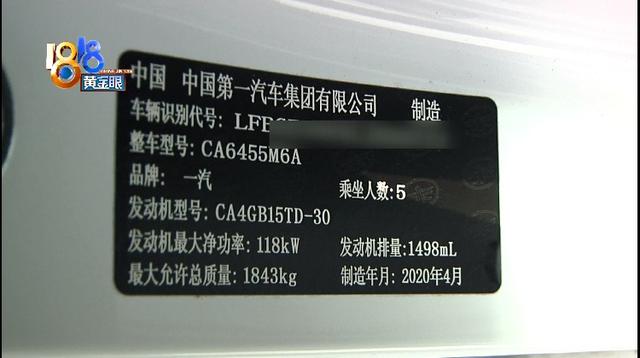 1818
黄金眼
中国 中国第一汽车集团有限公司 制造
车辆识别代号: LFP
整车型号: CA6455M6A
品牌: 一汽 乘坐人数: 5
发动机型号: CA4GB15TD-30
发动机最大净功率: 118kW 发动机排量: 1498mL
最大允许总质量: 1843kg 制造年月: 2020年4月